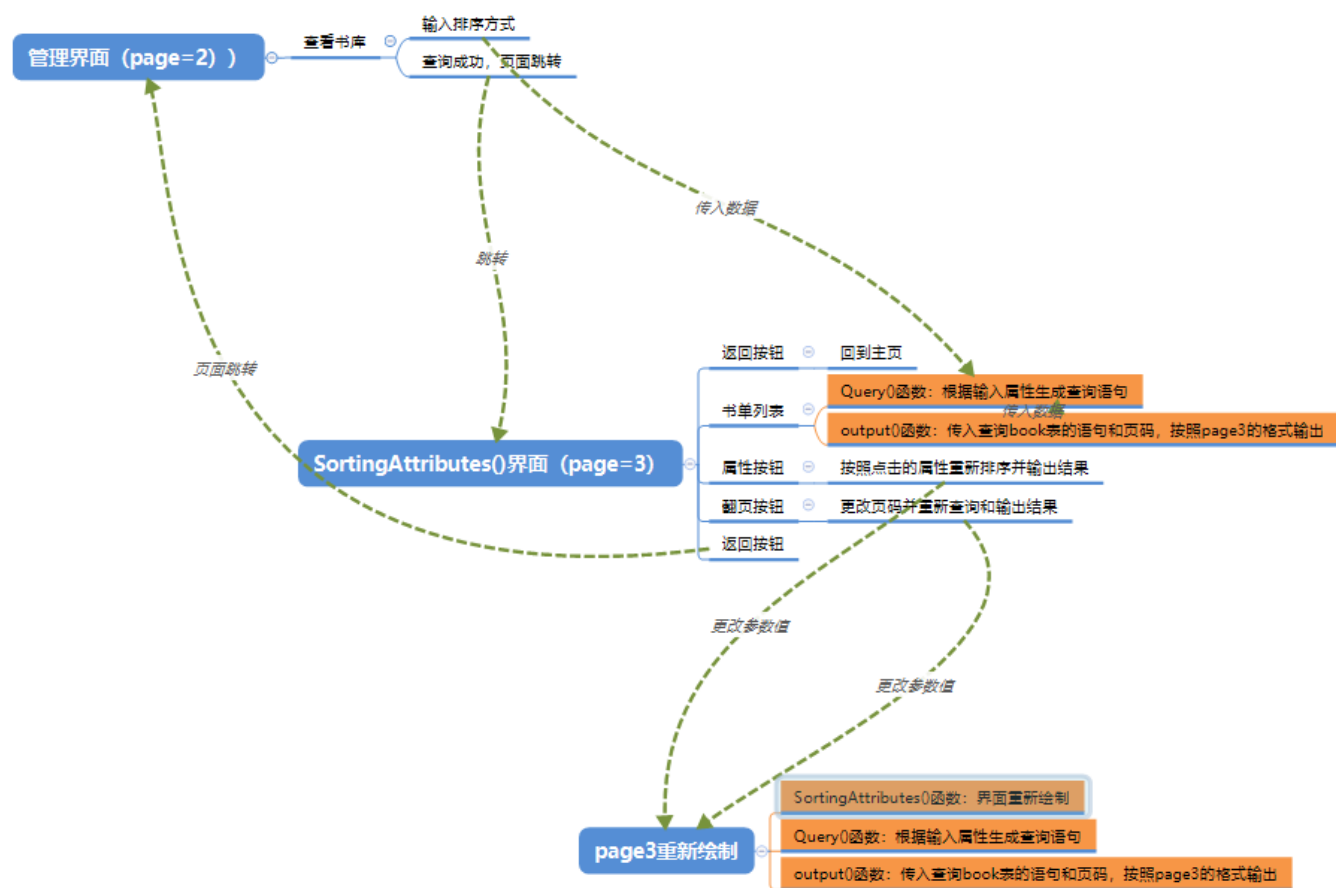 输入排序方式
管理界面（page=2））
查看书库
查询成功，页面跳转
传入数据
跳转
页面跳转
返回按钮
回到主页
Query()函数：根据输入属性生成查询语句
书单列表
传入数据
output()函数：传入查询book表的语句和页码，按照page3的格式输出
SortingAttributes()界面（page=3）
属性按钮
按照点击的属性重新排序并输出结果
翻页按钮
更改页码并重新查询和输出结果
返回按钮
更改参数值
更改参数值
SortingAttributes()函数：界面重新绘制
Query()函数：根据输入属性生成查询语句
page3重新绘制
output()函数：传入查询book表的语句和页码，按照page3的格式输出